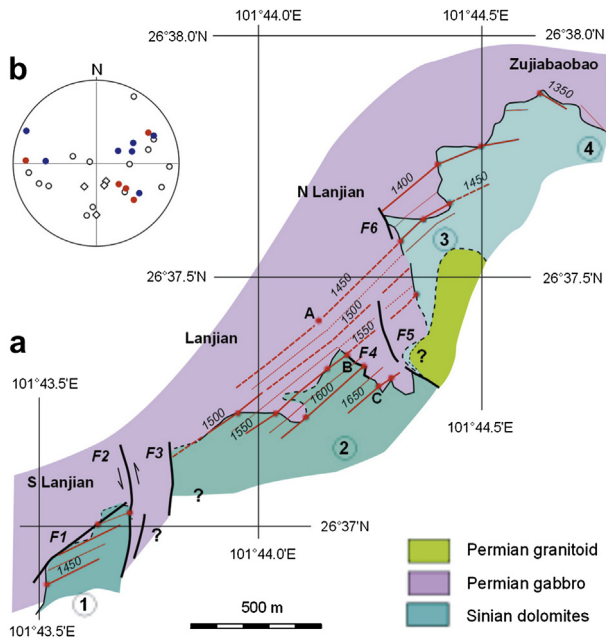 101°44.0'E
101°44.5'E
26°38.0'N
26°38.0'N
b
N
Zujiabaobao
1350
4
1400
N Lanjian
1450
F6
3
26°37.5'N
26°37.5'N
1450
A
1500
Lanjian
1550
F5
?
a
F4
B
101°43.5'E
1600
1650
C
1500
1550
101°44.5'E
F2
F3
2
S Lanjian
?
F1
?
26°37'N
101°44.0'E
1450
1
101°43.5'E
500 m
Permian granitoid
Permian gabbro
Sinian dolomites